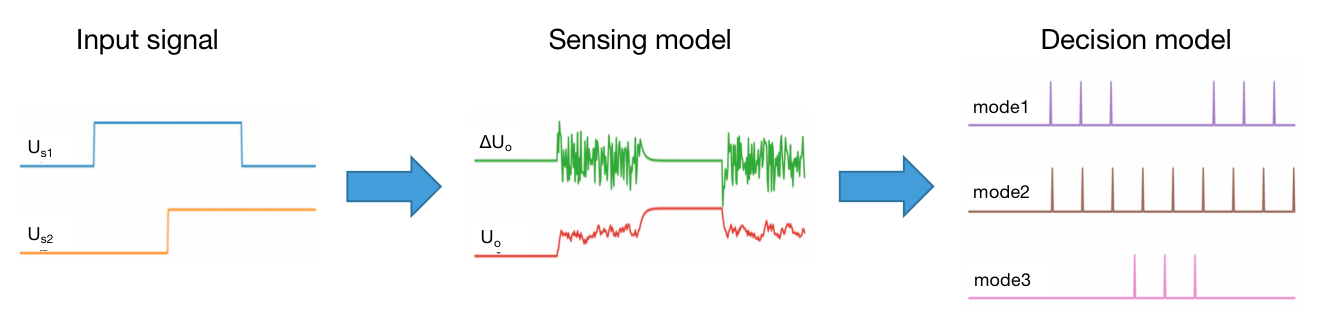 Input signal
Sensing model
Decision model
Us1
Us2
ΔUo
Uo
mode1
mode2
mode3